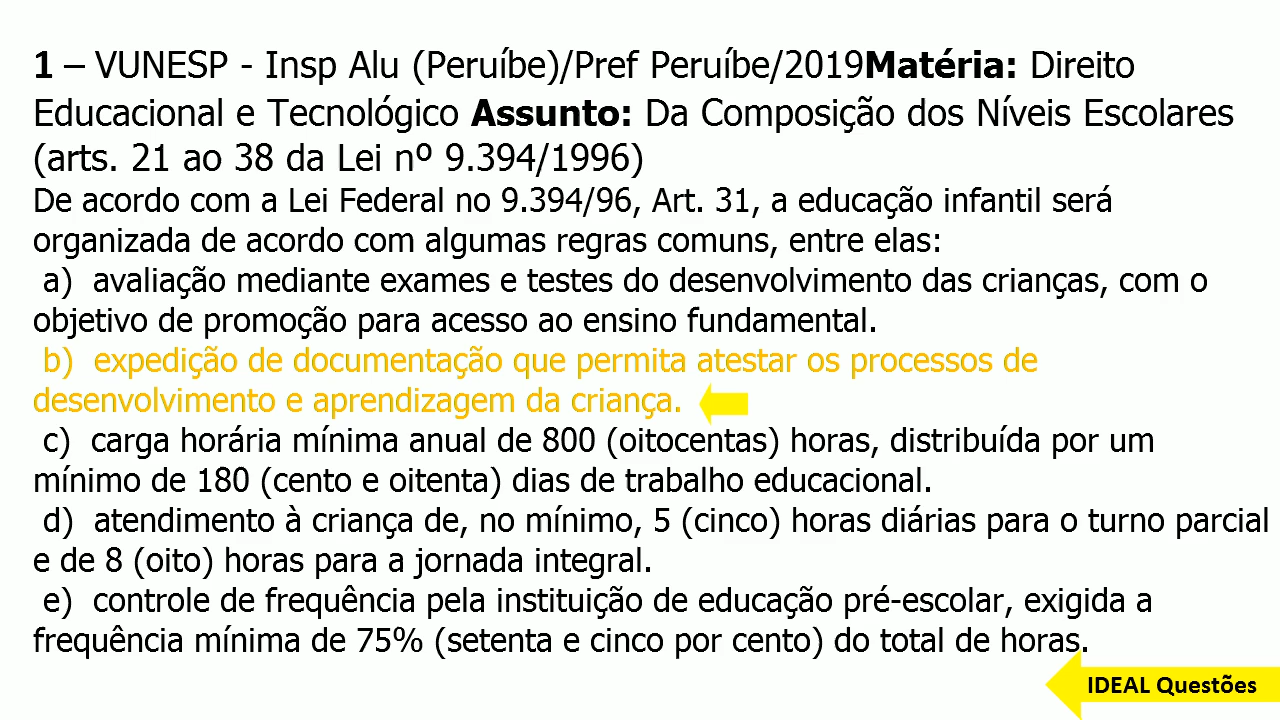 1 – VUNESP - Insp Alu (Peruíbe)/Pref Peruíbe/2019Matéria: Direito
Educacional e Tecnológico Assunto: Da Composição dos Níveis Escolares
(arts. 21 ao 38 da Lei nº 9.394/1996)
De acordo com a Lei Federal no 9.394/96, Art. 31, a educação infantil será
organizada de acordo com algumas regras comuns, entre elas:
a) avaliação mediante exames e testes do desenvolvimento das crianças, com o
objetivo de promoção para acesso ao ensino fundamental.
b) expedição de documentação que permita atestar os processos de
desenvolvimento e aprendizagem da criança.
c) carga horária mínima anual de 800 (oitocentas) horas, distribuída por um
mínimo de 180 (cento e oitenta) dias de trabalho educacional.
d) atendimento à criança de, no mínimo, 5 (cinco) horas diárias para o turno parcial
e de 8 (oito) horas para a jornada integral.
e) controle de frequência pela instituição de educação pré-escolar, exigida a
frequência mínima de 75% (setenta e cinco por cento) do total de horas.
IDEAL Questões